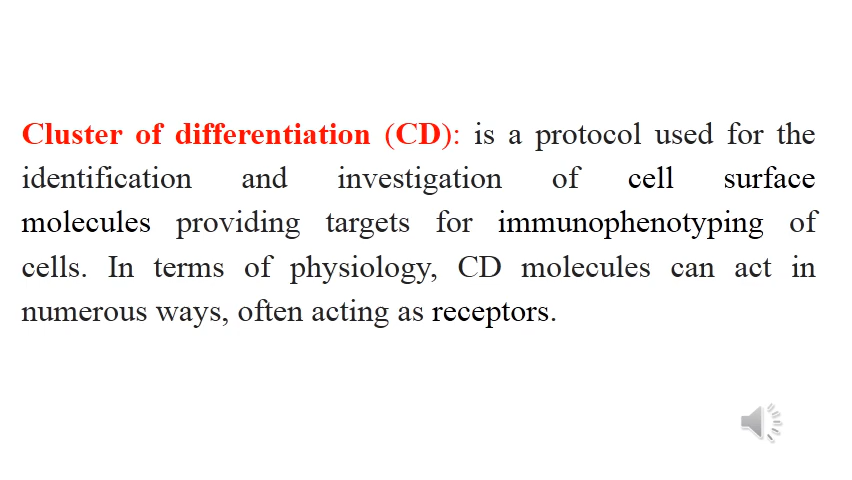 Cluster of differentiation (CD): is a protocol used for the
identification and investigation of cell surface
molecules providing targets for immunophenotyping of
cells. In terms of physiology, CD molecules can act in
numerous ways, often acting as receptors.